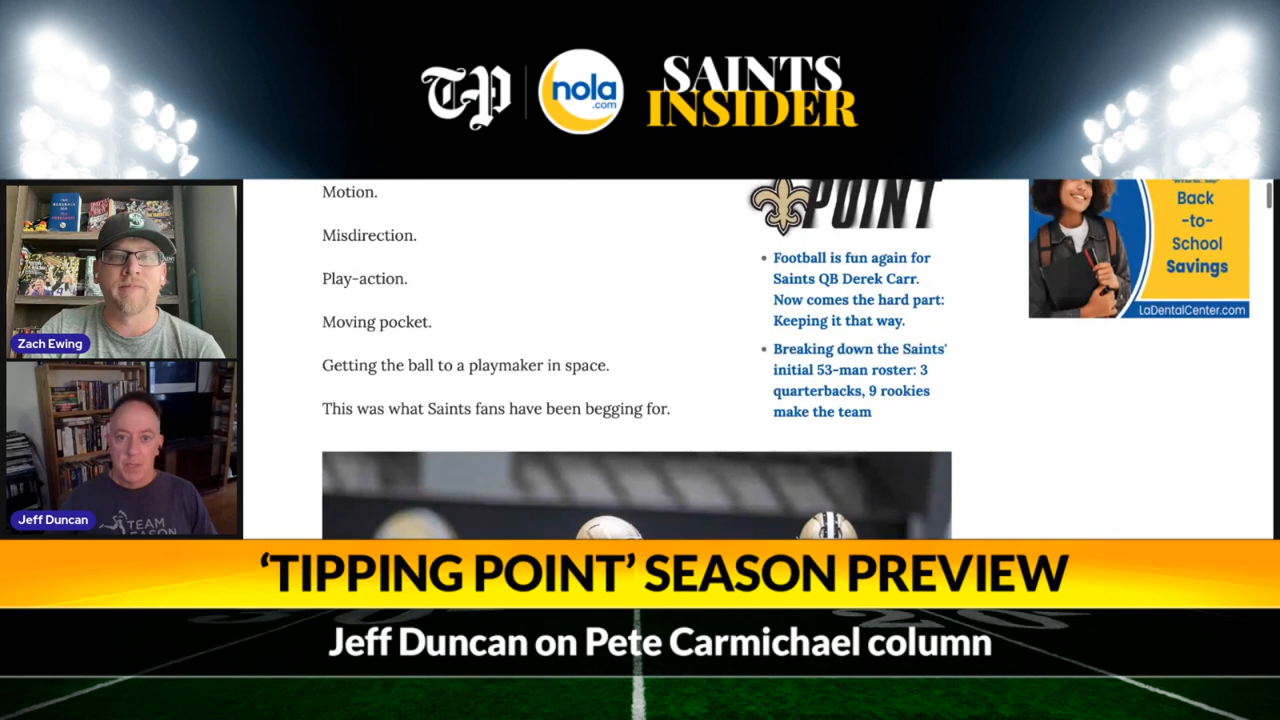 TP
nola
.com
SAINTS
INSIDER
Motion.
Misdirection.
Play-action.
Moving pocket.
Getting the ball to a playmaker in space.
This was what Saints fans have been begging for.
POINT
• Football is fun again for
Saints QB Derek Carr.
Now comes the hard part:
Keeping it that way.
• Breaking down the Saints'
initial 53-man roster: 3
quarterbacks, 9 rookies
make the team
Back
-to-
School
Savings
LaDentalCenter.com
Zach Ewing
TEAM
Jeff Duncan
‘TIPPING POINT’ SEASON PREVIEW
Jeff Duncan on Pete Carmichael column